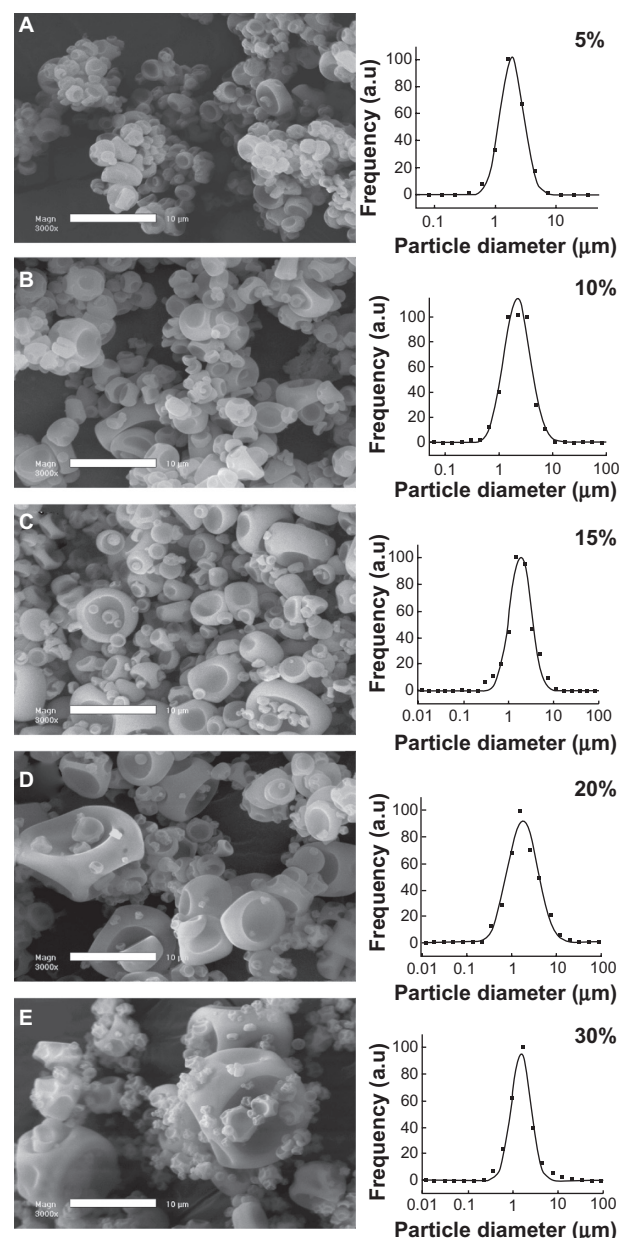 A
Magn
3000x
10 µm
5%
Frequency (a.u)
100
80
60
40
20
0
0.1 1 10
Particle diameter (µm)
B
Magn
3000x
10 µm
10%
Frequency (a.u)
100
80
60
40
20
0
0.1 1 10 100
Particle diameter (µm)
C
Magn
3000x
10 µm
15%
Frequency (a.u)
100
80
60
40
20
0
0.01 0.1 1 10 100
Particle diameter (µm)
D
Magn
3000x
10 µm
20%
Frequency (a.u)
100
80
60
40
20
0
0.01 0.1 1 10 100
Particle diameter (µm)
E
Magn
3000x
10 µm
30%
Frequency (a.u)
100
80
60
40
20
0
0.01 0.1 1 10 100
Particle diameter (µm)